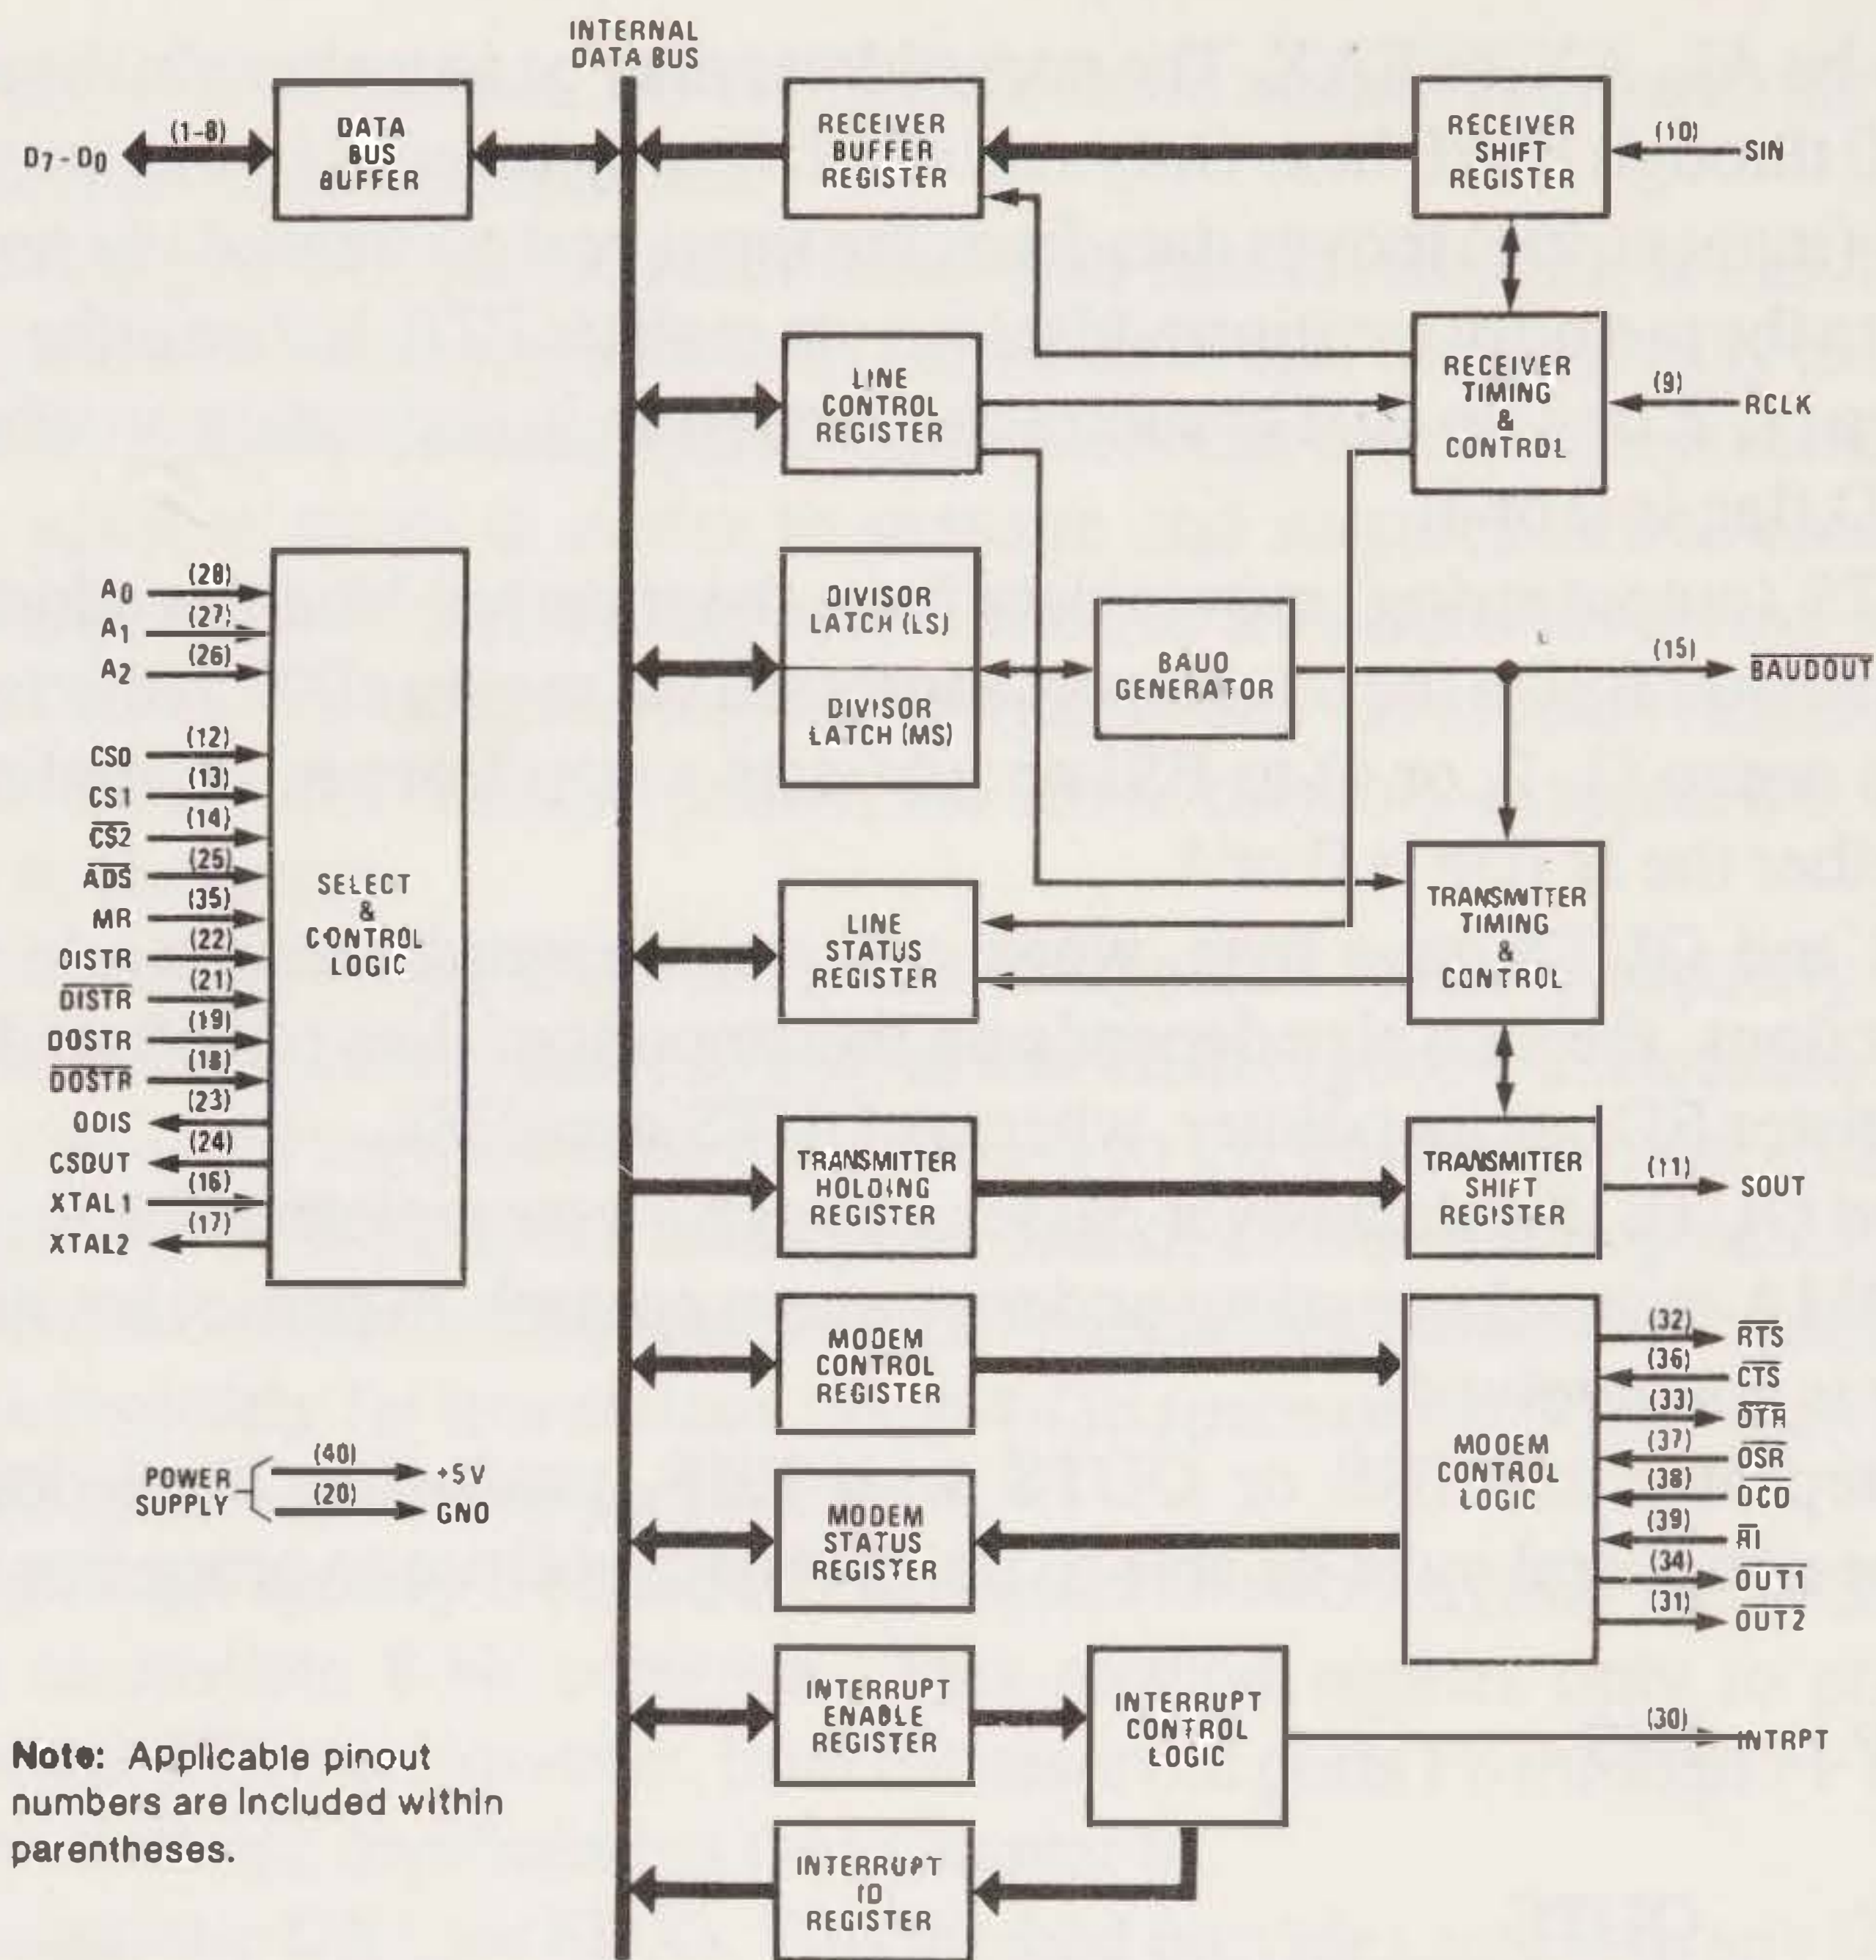 INTERNAL
DATA BUS
D7 - D0
(1-8)
DATA
BUS
BUFFER
RECEIVER
BUFFER
REGISTER
RECEIVER
SHIFT
REGISTER
(10)
SIN
LINE
CONTROL
REGISTER
RECEIVER
TIMING
&
CONTROL
(9)
RCLK
A0
(28)
A1
(27)
A2
(26)
CS0
(12)
CS1
(13)
CS2
(14)
ADS
(25)
MR
(35)
DISTR
(22)
DISTR
(21)
DOSTR
(19)
DOSTR
(18)
DDIS
(23)
CSOUT
(24)
XTAL1
(16)
XTAL2
(17)
SELECT
&
CONTROL
LOGIC
DIVISOR
LATCH (LS)
DIVISOR
LATCH (MS)
BAUD
GENERATOR
(15)
BAUDOUT
LINE
STATUS
REGISTER
TRANSMITTER
TIMING
&
CONTROL
TRANSMITTER
HOLDING
REGISTER
TRANSMITTER
SHIFT
REGISTER
(11)
SOUT
MODEM
CONTROL
REGISTER
MODEM
CONTROL
LOGIC
(32)
RTS
(36)
CTS
(33)
DTR
(37)
DSR
(38)
DCD
(39)
RI
(34)
OUT1
(31)
OUT2
POWER
SUPPLY
(40)
+5V
(20)
GND
MODEM
STATUS
REGISTER
INTERRUPT
ENABLE
REGISTER
INTERRUPT
CONTROL
LOGIC
(30)
INTRPT
INTERRUPT
ID
REGISTER
Note: Applicable pinout
numbers are included within
parentheses.